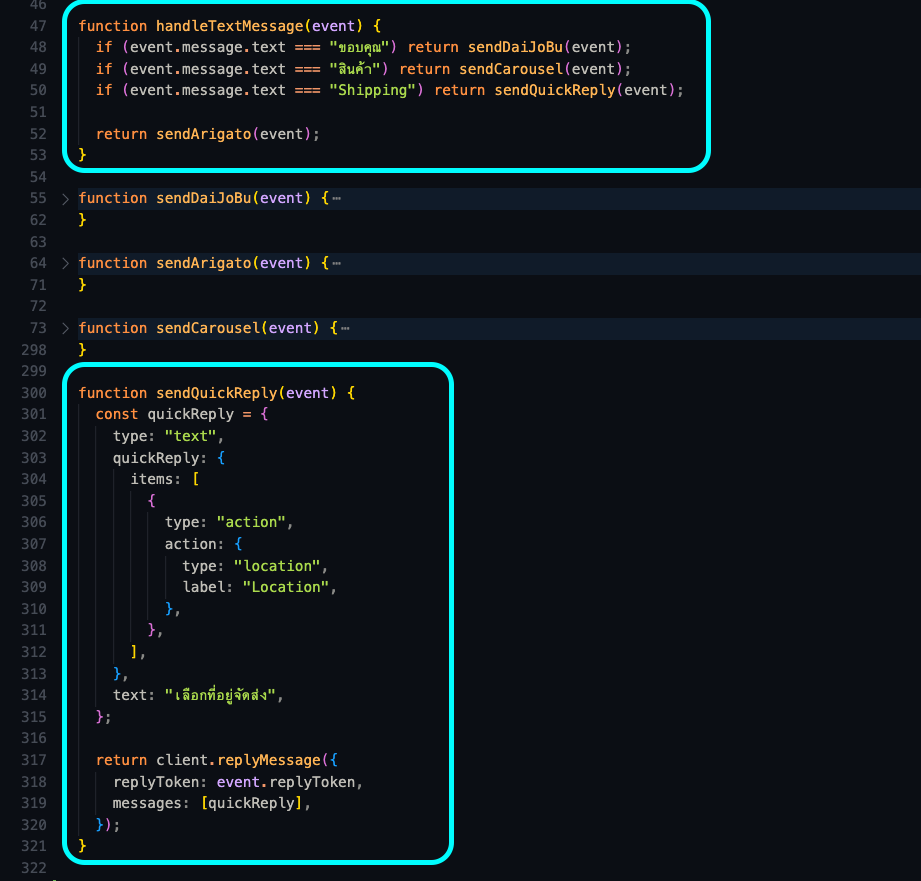 46
47 function handleTextMessage(event) {
48 if (event.message.text === "ขอบคุณ") return sendDaiJoBu(event);
49 if (event.message.text === "สินค้า") return sendCarousel(event);
50 if (event.message.text === "Shipping") return sendQuickReply(event);
51
52 return sendArigato(event);
53 }
54
55 function sendDaiJoBu(event) {⋯
62 }
63
64 function sendArigato(event) {⋯
71 }
72
73 function sendCarousel(event) {⋯
298 }
299
300 function sendQuickReply(event) {
301 const quickReply = {
302 type: "text",
303 quickReply: {
304 items: [
305 {
306 type: "action",
307 action: {
308 type: "location",
309 label: "Location",
310 },
311 },
312 ],
313 },
314 text: "เลือกที่อยู่จัดส่ง",
315 };
316
317 return client.replyMessage({
318 replyToken: event.replyToken,
319 messages: [quickReply],
320 });
321 }
322